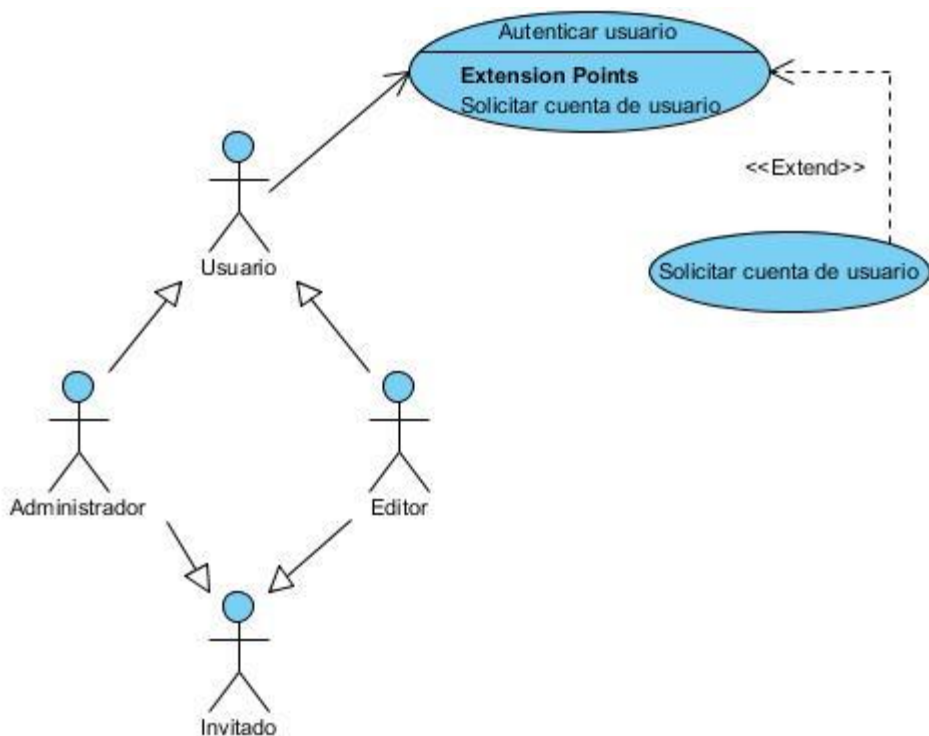 Autenticar usuario
Extension Points
Solicitar cuenta de usuario
<<Extend>>
Usuario
Solicitar cuenta de usuario
Administrador
Editor
Invitado